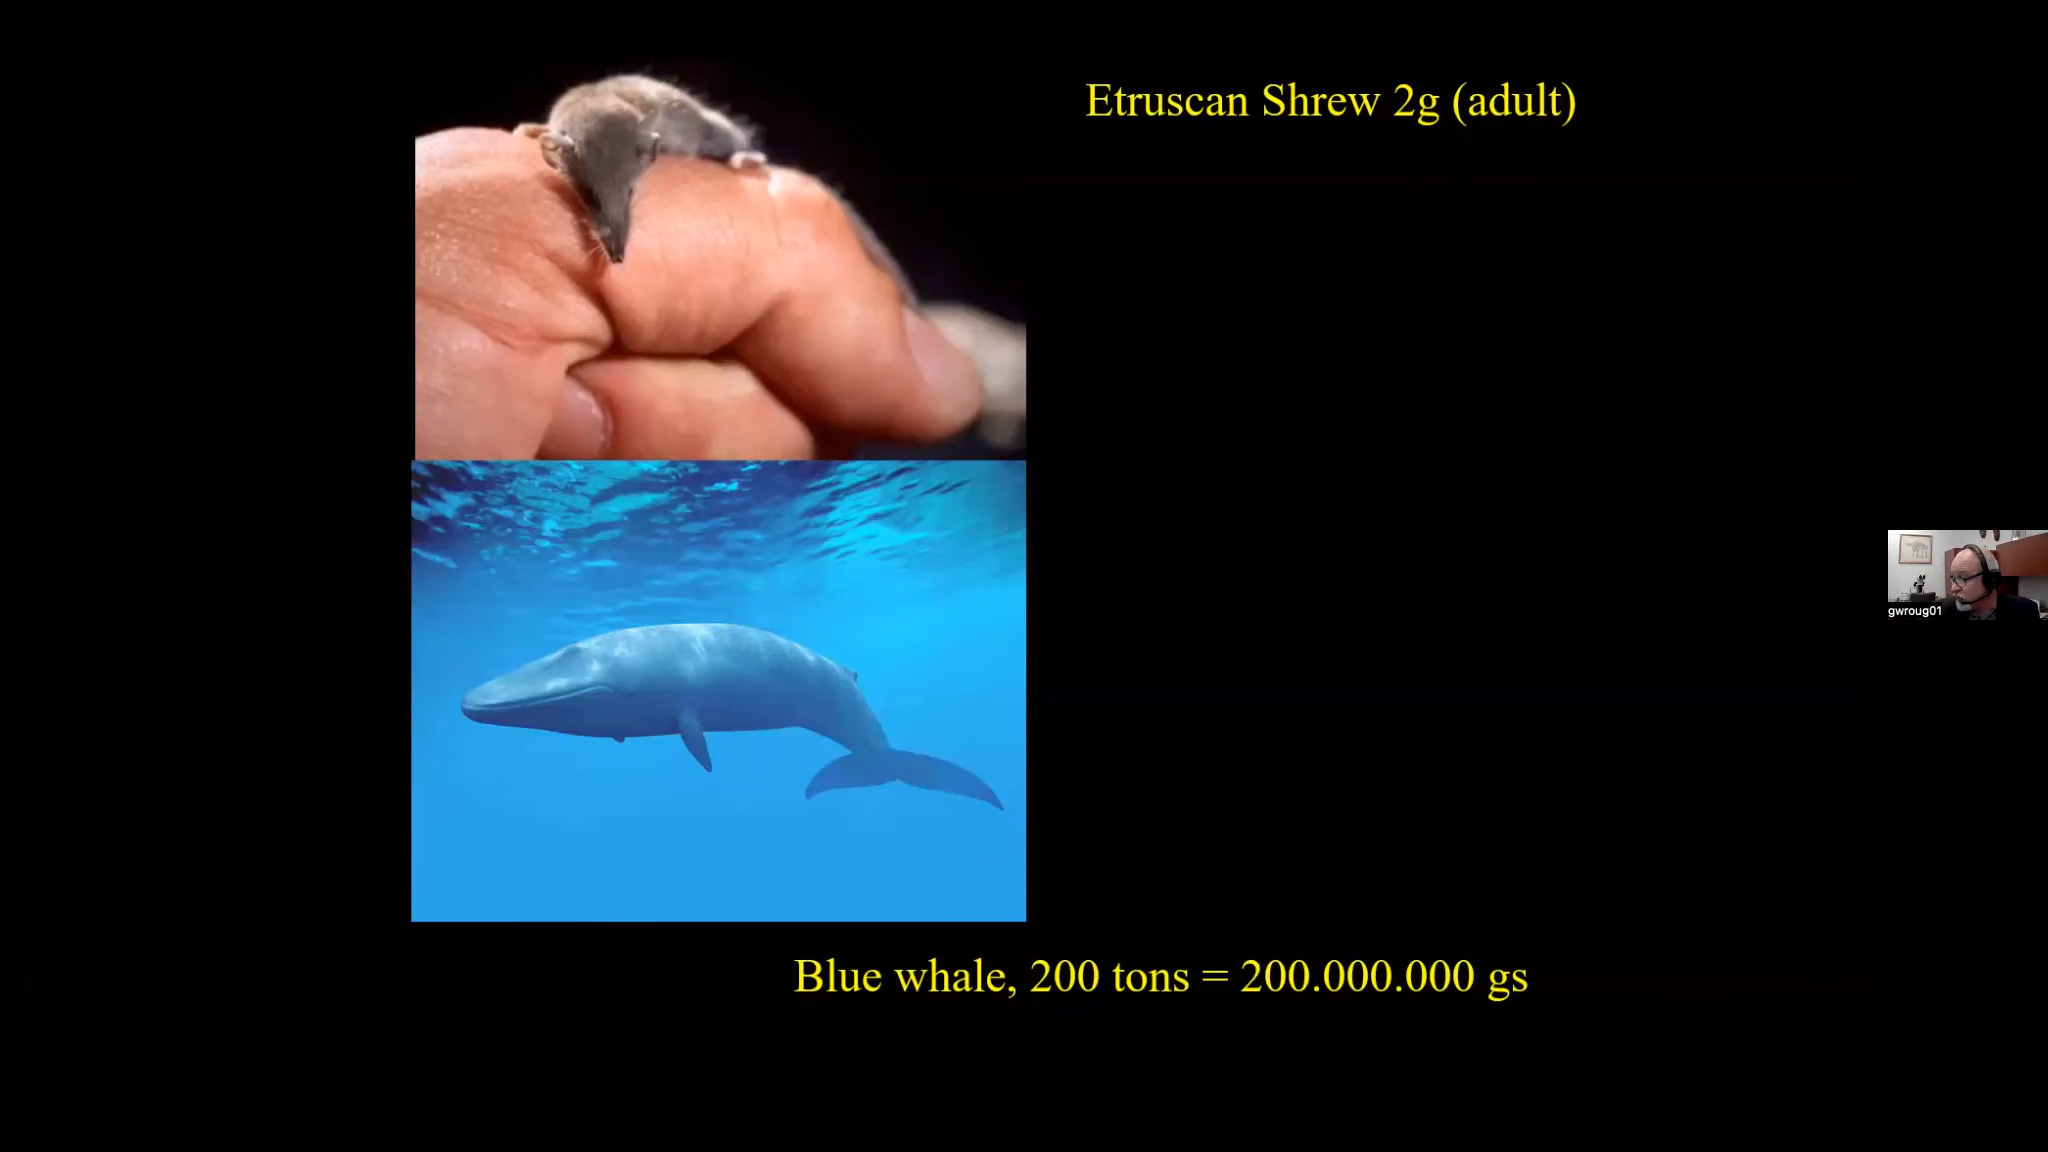 Etruscan Shrew 2g (adult)
gwroug01
Blue whale, 200 tons = 200.000.000 gs